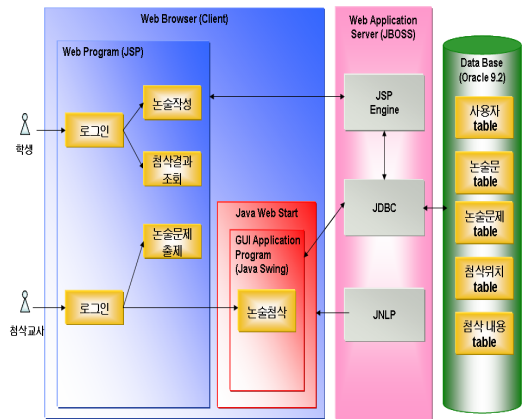 Web Browser (Client)
Web Program (JSP)
학생
로그인
논술작성
첨삭결과
조회
논술문제
출제
첨삭교사
로그인
Java Web Start
GUI Application
Program
(Java Swing)
논술첨삭
Web Application
Server (JBOSS)
JSP
Engine
JDBC
JNLP
Data Base
(Oracle 9.2)
사용자
table
논술문
table
논술문제
table
첨삭위치
table
첨삭 내용
table